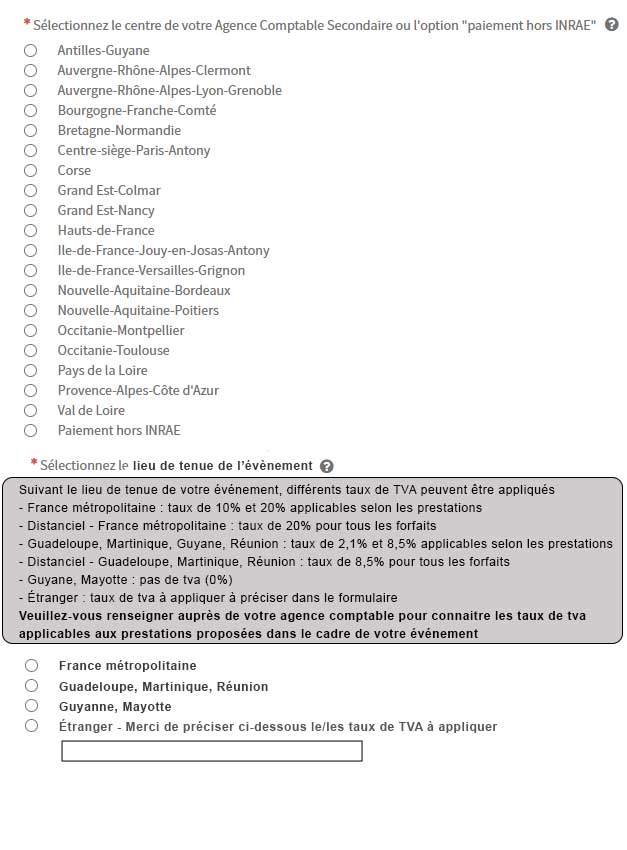 * Sélectionnez le centre de votre Agence Comptable Secondaire ou l'option "paiement hors INRAE" ?
Antilles-Guyane
Auvergne-Rhône-Alpes-Clermont
Auvergne-Rhône-Alpes-Lyon-Grenoble
Bourgogne-Franche-Comté
Bretagne-Normandie
Centre-siège-Paris-Antony
Corse
Grand Est-Colmar
Grand Est-Nancy
Hauts-de-France
Ile-de-France-Jouy-en-Josas-Antony
Ile-de-France-Versailles-Grignon
Nouvelle-Aquitaine-Bordeaux
Nouvelle-Aquitaine-Poitiers
Occitanie-Montpellier
Occitanie-Toulouse
Pays de la Loire
Provence-Alpes-Côte d'Azur
Val de Loire
Paiement hors INRAE
* Sélectionnez le lieu de tenue de l'évènement ?
Suivant le lieu de tenue de votre événement, différents taux de TVA peuvent être appliqués
- France métropolitaine : taux de 10% et 20% applicables selon les prestations
- Distanciel - France métropolitaine : taux de 20% pour tous les forfaits
- Guadeloupe, Martinique, Guyane, Réunion : taux de 2,1% et 8,5% applicables selon les prestations
- Distanciel - Guadeloupe, Martinique, Réunion : taux de 8,5% pour tous les forfaits
- Guyane, Mayotte : pas de tva (0%)
- Étranger : taux de tva à appliquer à préciser dans le formulaire
Veuillez-vous renseigner auprès de votre agence comptable pour connaitre les taux de tva
applicables aux prestations proposées dans le cadre de votre événement
France métropolitaine
Guadeloupe, Martinique, Réunion
Guyanne, Mayotte
Étranger - Merci de préciser ci-dessous le/les taux de TVA à appliquer